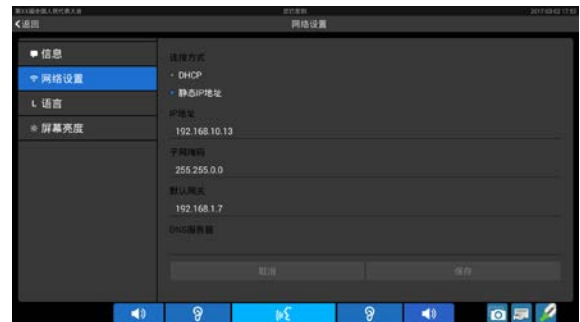 第XX届全国人民代表大会
2017-03-02 17:52
返回
网络设置
信息
网络设置
语言
屏幕亮度
连接方式
DHCP
静态IP地址
IP地址
192.168.10.13
子网掩码
255.255.0.0
默认网关
192.168.1.7
DNS服务器
取消
保存